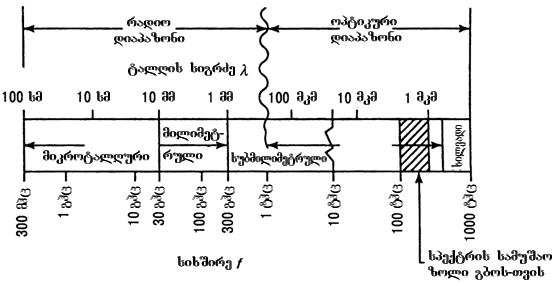 რადიო
დიაპაზონი
ოპტიკური
დიაპაზონი
ტალღის სიგრძე λ
100 სმ
10 სმ
10 მმ
1 მმ
100 მკმ
10 მკმ
1 მკმ
მიკროტალღური
მილიმეტ-
რული
სუბმილიმეტრული
ხილვადი
300 მჰც
1 გჰც
10 გჰც
30 გჰც
100 გჰც
300 გჰც
1 ტჰც
10 ტჰც
100 ტჰც
1000 ტჰც
სიხშირე f
სპექტრის სამუშაო
ზოლი გბოს-თვის